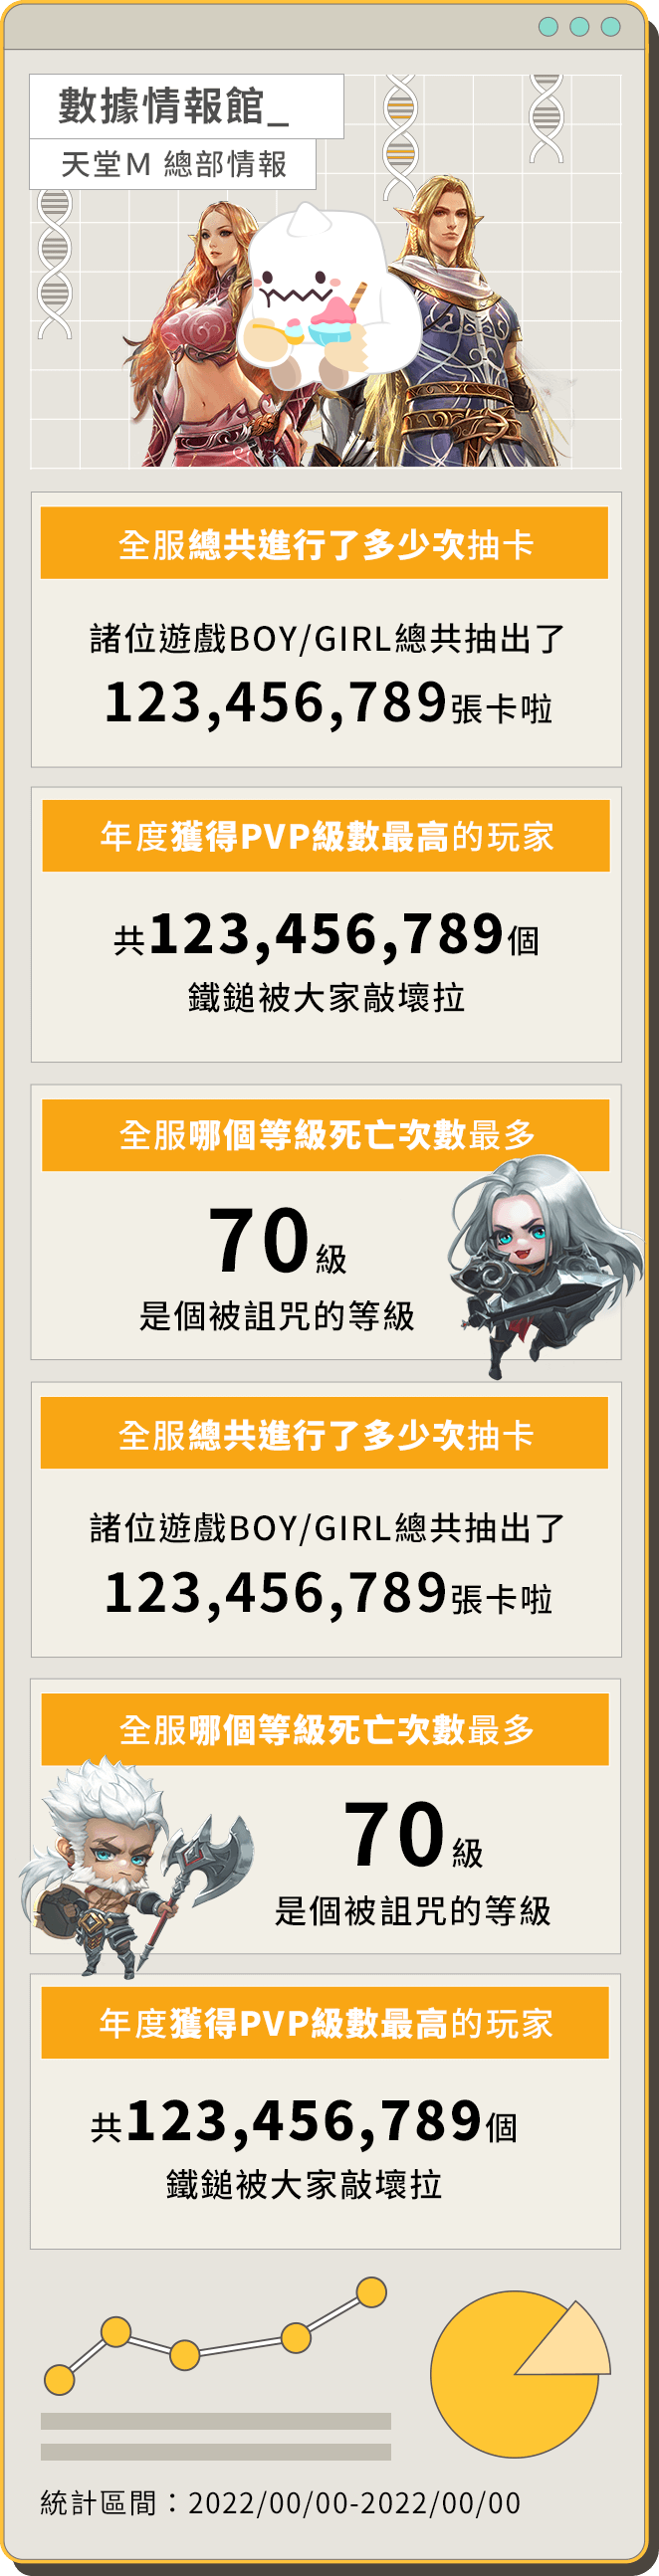 數據情報館_
天堂M 總部情報
全服總共進行了多少次抽卡
諸位遊戲BOY/GIRL總共抽出了
123,456,789張卡啦
年度獲得PVP級數最高的玩家
共123,456,789個
鐵鎚被大家敲壞拉
全服哪個等級死亡次數最多
70級
是個被詛咒的等級
全服總共進行了多少次抽卡
諸位遊戲BOY/GIRL總共抽出了
123,456,789張卡啦
全服哪個等級死亡次數最多
70級
是個被詛咒的等級
年度獲得PVP級數最高的玩家
共123,456,789個
鐵鎚被大家敲壞拉
統計區間：2022/00/00-2022/00/00